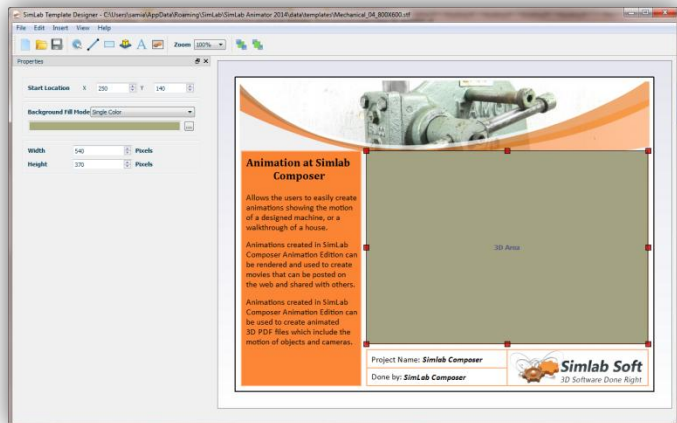 SimLab Template Designer - C:\Users\samia\AppData\Roaming\SimLab\SimLab Animator 2014\data\templates\Mechanical_04_800X600.stf
File Edit Insert View Help
Zoom 100%
Properties
Start Location X 250 Y 140
Background Fill Mode Single Color
...
Width 540 Pixels
Height 370 Pixels
Animation at Simlab
Composer
Allows the users to easily create
animations showing the motion
of a designed machine, or a
walkthrough of a house.
Animations created in SimLab
Composer Animation Edition can
be rendered and used to create
movies that can be posted on
the web and shared with others.
Animations created in SimLab
Composer Animation Edition can
be used to create animated
3D PDF files which include the
motion of objects and cameras.
3D Area
Project Name: Simlab Composer
Done by: SimLab Composer
Simlab Soft
3D Software Done Right